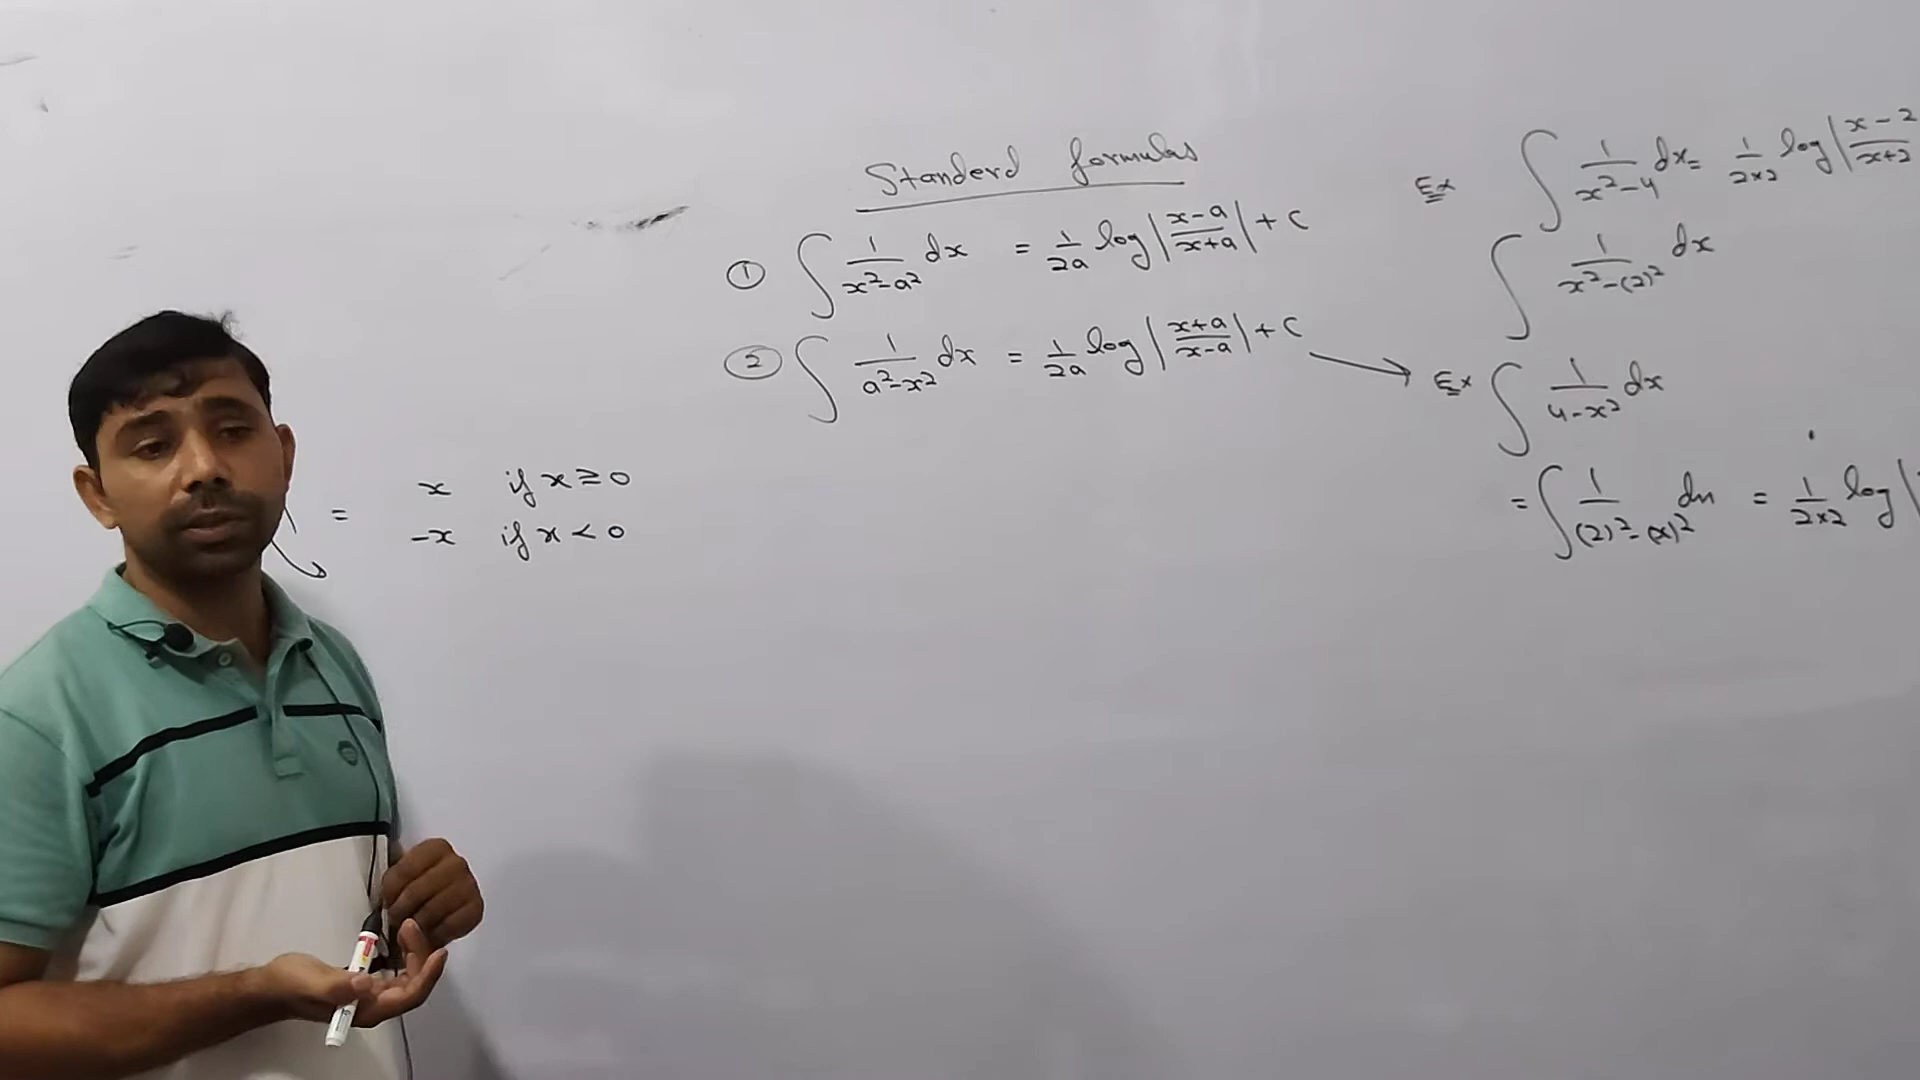 Standerd formulas
① ∫ 1/(x²-a²) dx = 1/2a log |(x-a)/(x+a)| + c
② ∫ 1/(a²-x²) dx = 1/2a log |(x+a)/(x-a)| + c
= x if x ≥ 0
-x if x < 0
Ex ∫ 1/(x²-4) dx = 1/(2×2) log |(x-2)/(x+2)
∫ 1/(x²-(2)²) dx
Ex ∫ 1/(4-x²) dx
= ∫ 1/((2)²-(x)²) dx = 1/(2×2) log |